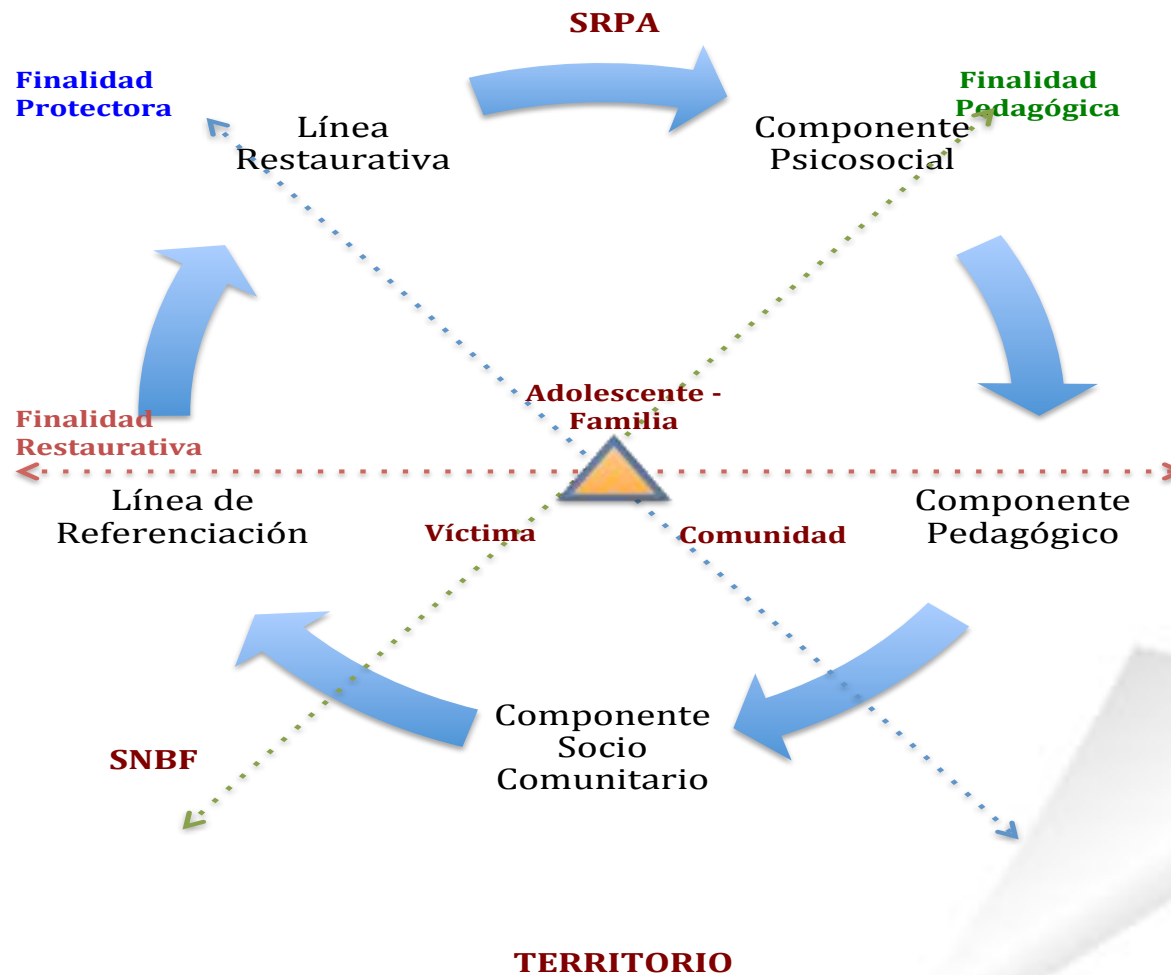 SRPA
Finalidad
Protectora
Finalidad
Pedagógica
Línea
Restaurativa
Componente
Psicosocial
Adolescente -
Familia
Finalidad
Restaurativa
Línea de
Referenciación
Víctima
Comunidad
Componente
Pedagógico
Componente
Socio
Comunitario
SNBF
TERRITORIO